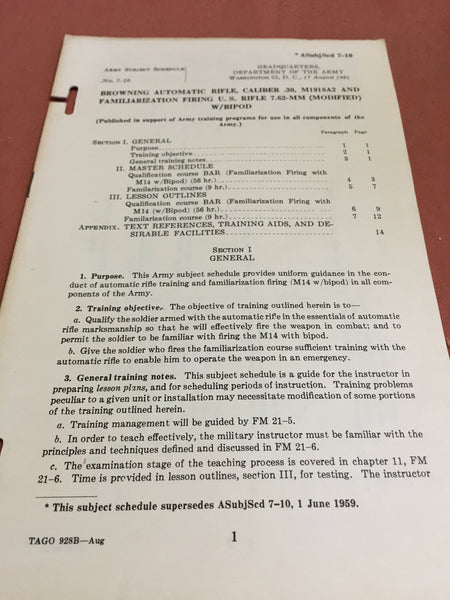 * ASubjScd 7-10
ARMY SUBJECT SCHEDULE
No. 7-10
HEADQUARTERS,
DEPARTMENT OF THE ARMY
WASHINGTON 25, D. C., 17 August 1961
BROWNING AUTOMATIC RIFLE, CALIBER .30, M1918A2 AND
FAMILIARIZATION FIRING U. S. RIFLE 7.62-MM (MODIFIED)
W/BIPOD
(Published in support of Army training programs for use in all components of the
Army.)
Paragraph Page
SECTION I. GENERAL
Purpose 1 1
Training objective 2 1
General training notes 3 1
II. MASTER SCHEDULE
Qualification course BAR (Familiarization Firing with
M14 w/Bipod) (56 hr.) 4 3
Familiarization course (9 hr.) 5 7
III. LESSON OUTLINES
Qualification course BAR (Familiarization Firing with
M14 w/Bipod) (56 hr.) 6 9
Familiarization course (9 hr.) 7 12
APPENDIX. TEXT REFERENCES, TRAINING AIDS, AND DE-
SIRABLE FACILITIES 14
SECTION I
GENERAL
1. Purpose. This Army subject schedule provides uniform guidance in the con-
duct of automatic rifle training and familiarization firing (M14 w/bipod) in all com-
ponents of the Army.
2. Training objective. The objective of training outlined herein is to—
a. Qualify the soldier armed with the automatic rifle in the essentials of automatic
rifle marksmanship so that he will effectively fire the weapon in combat; and to
permit the soldier to be familiar with firing the M14 with bipod.
b. Give the soldier who fires the familiarization course sufficient training with the
automatic rifle to enable him to operate the weapon in an emergency.
3. General training notes. This subject schedule is a guide for the instructor in
preparing lesson plans, and for scheduling periods of instruction. Training problems
peculiar to a given unit or installation may necessitate modification of some portions
of the training outlined herein.
a. Training management will be guided by FM 21-5.
b. In order to teach effectively, the military instructor must be familiar with the
principles and techniques defined and discussed in FM 21-6.
c. The examination stage of the teaching process is covered in chapter 11, FM
21-6. Time is provided in lesson outlines, section III, for testing. The instructor
* This subject schedule supersedes ASubjScd 7-10, 1 June 1959.
TAGO 928B—Aug
1